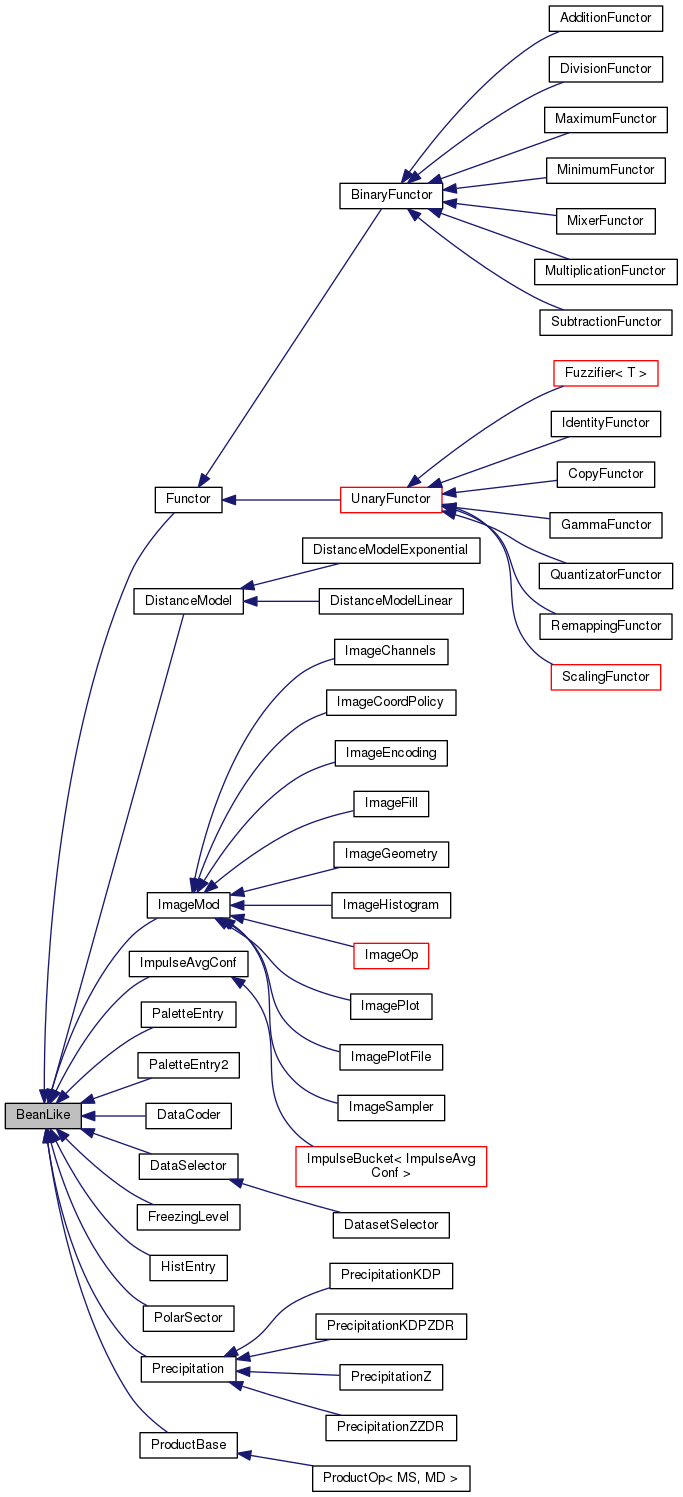 AdditionFunctor
DivisionFunctor
MaximumFunctor
MinimumFunctor
BinaryFunctor
MixerFunctor
MultiplicationFunctor
SubtractionFunctor
Fuzzifier< T >
IdentityFunctor
CopyFunctor
Functor
UnaryFunctor
GammaFunctor
DistanceModelExponential
QuantizatorFunctor
DistanceModel
DistanceModelLinear
RemappingFunctor
ImageChannels
ScalingFunctor
ImageCoordPolicy
ImageEncoding
ImageFill
ImageGeometry
ImageMod
ImageHistogram
ImageOp
ImpulseAvgConf
ImagePlot
PaletteEntry
ImagePlotFile
PaletteEntry2
ImageSampler
BeanLike
DataCoder
ImpulseBucket< ImpulseAvg
Conf >
DataSelector
FreezingLevel
DatasetSelector
HistEntry
PrecipitationKDP
PolarSector
PrecipitationKDPZDR
Precipitation
PrecipitationZ
PrecipitationZZDR
ProductBase
ProductOp< MS, MD >